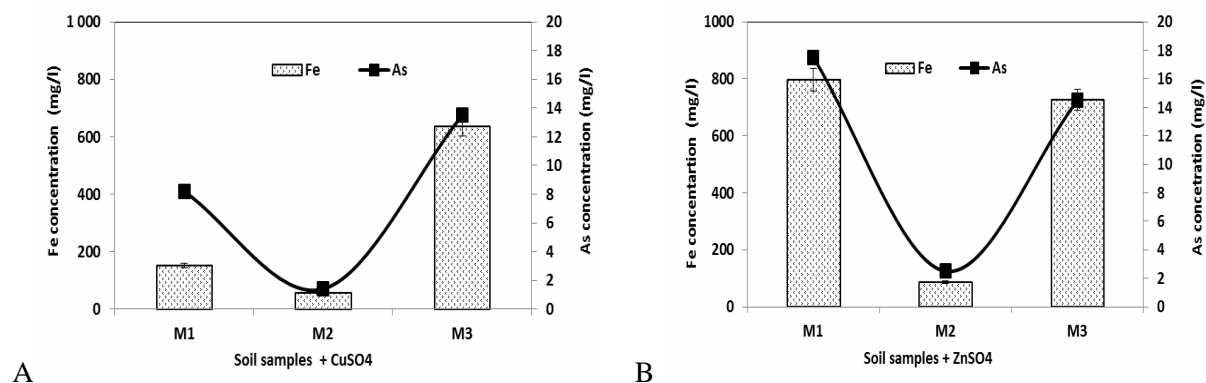 1 000
800
600
400
200
0
Fe concentration (mg/l)
20
18
16
14
12
10
8
6
4
2
0
As concentration (mg/l)
Fe
As
M1 M2 M3
Soil samples + CuSO4
A
1000
800
600
400
200
0
Fe concentartion (mg/l)
20
18
16
14
12
10
8
6
4
2
0
As concetration (mg/l)
Fe
As
M1 M2 M3
Soil samples + ZnSO4
B